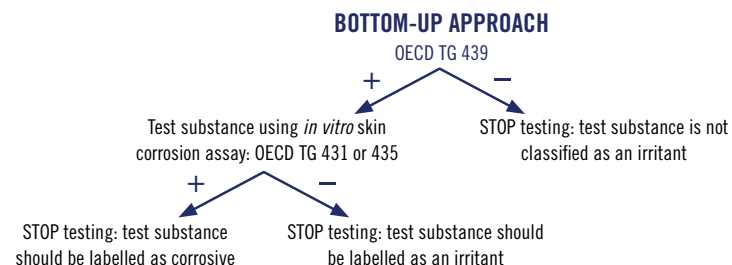 BOTTOM-UP APPROACH
OECD TG 439
+
−
Test substance using in vitro skin
corrosion assay: OECD TG 431 or 435
STOP testing: test substance is not
classified as an irritant
+
−
STOP testing: test substance
should be labelled as corrosive
STOP testing: test substance should
be labelled as an irritant